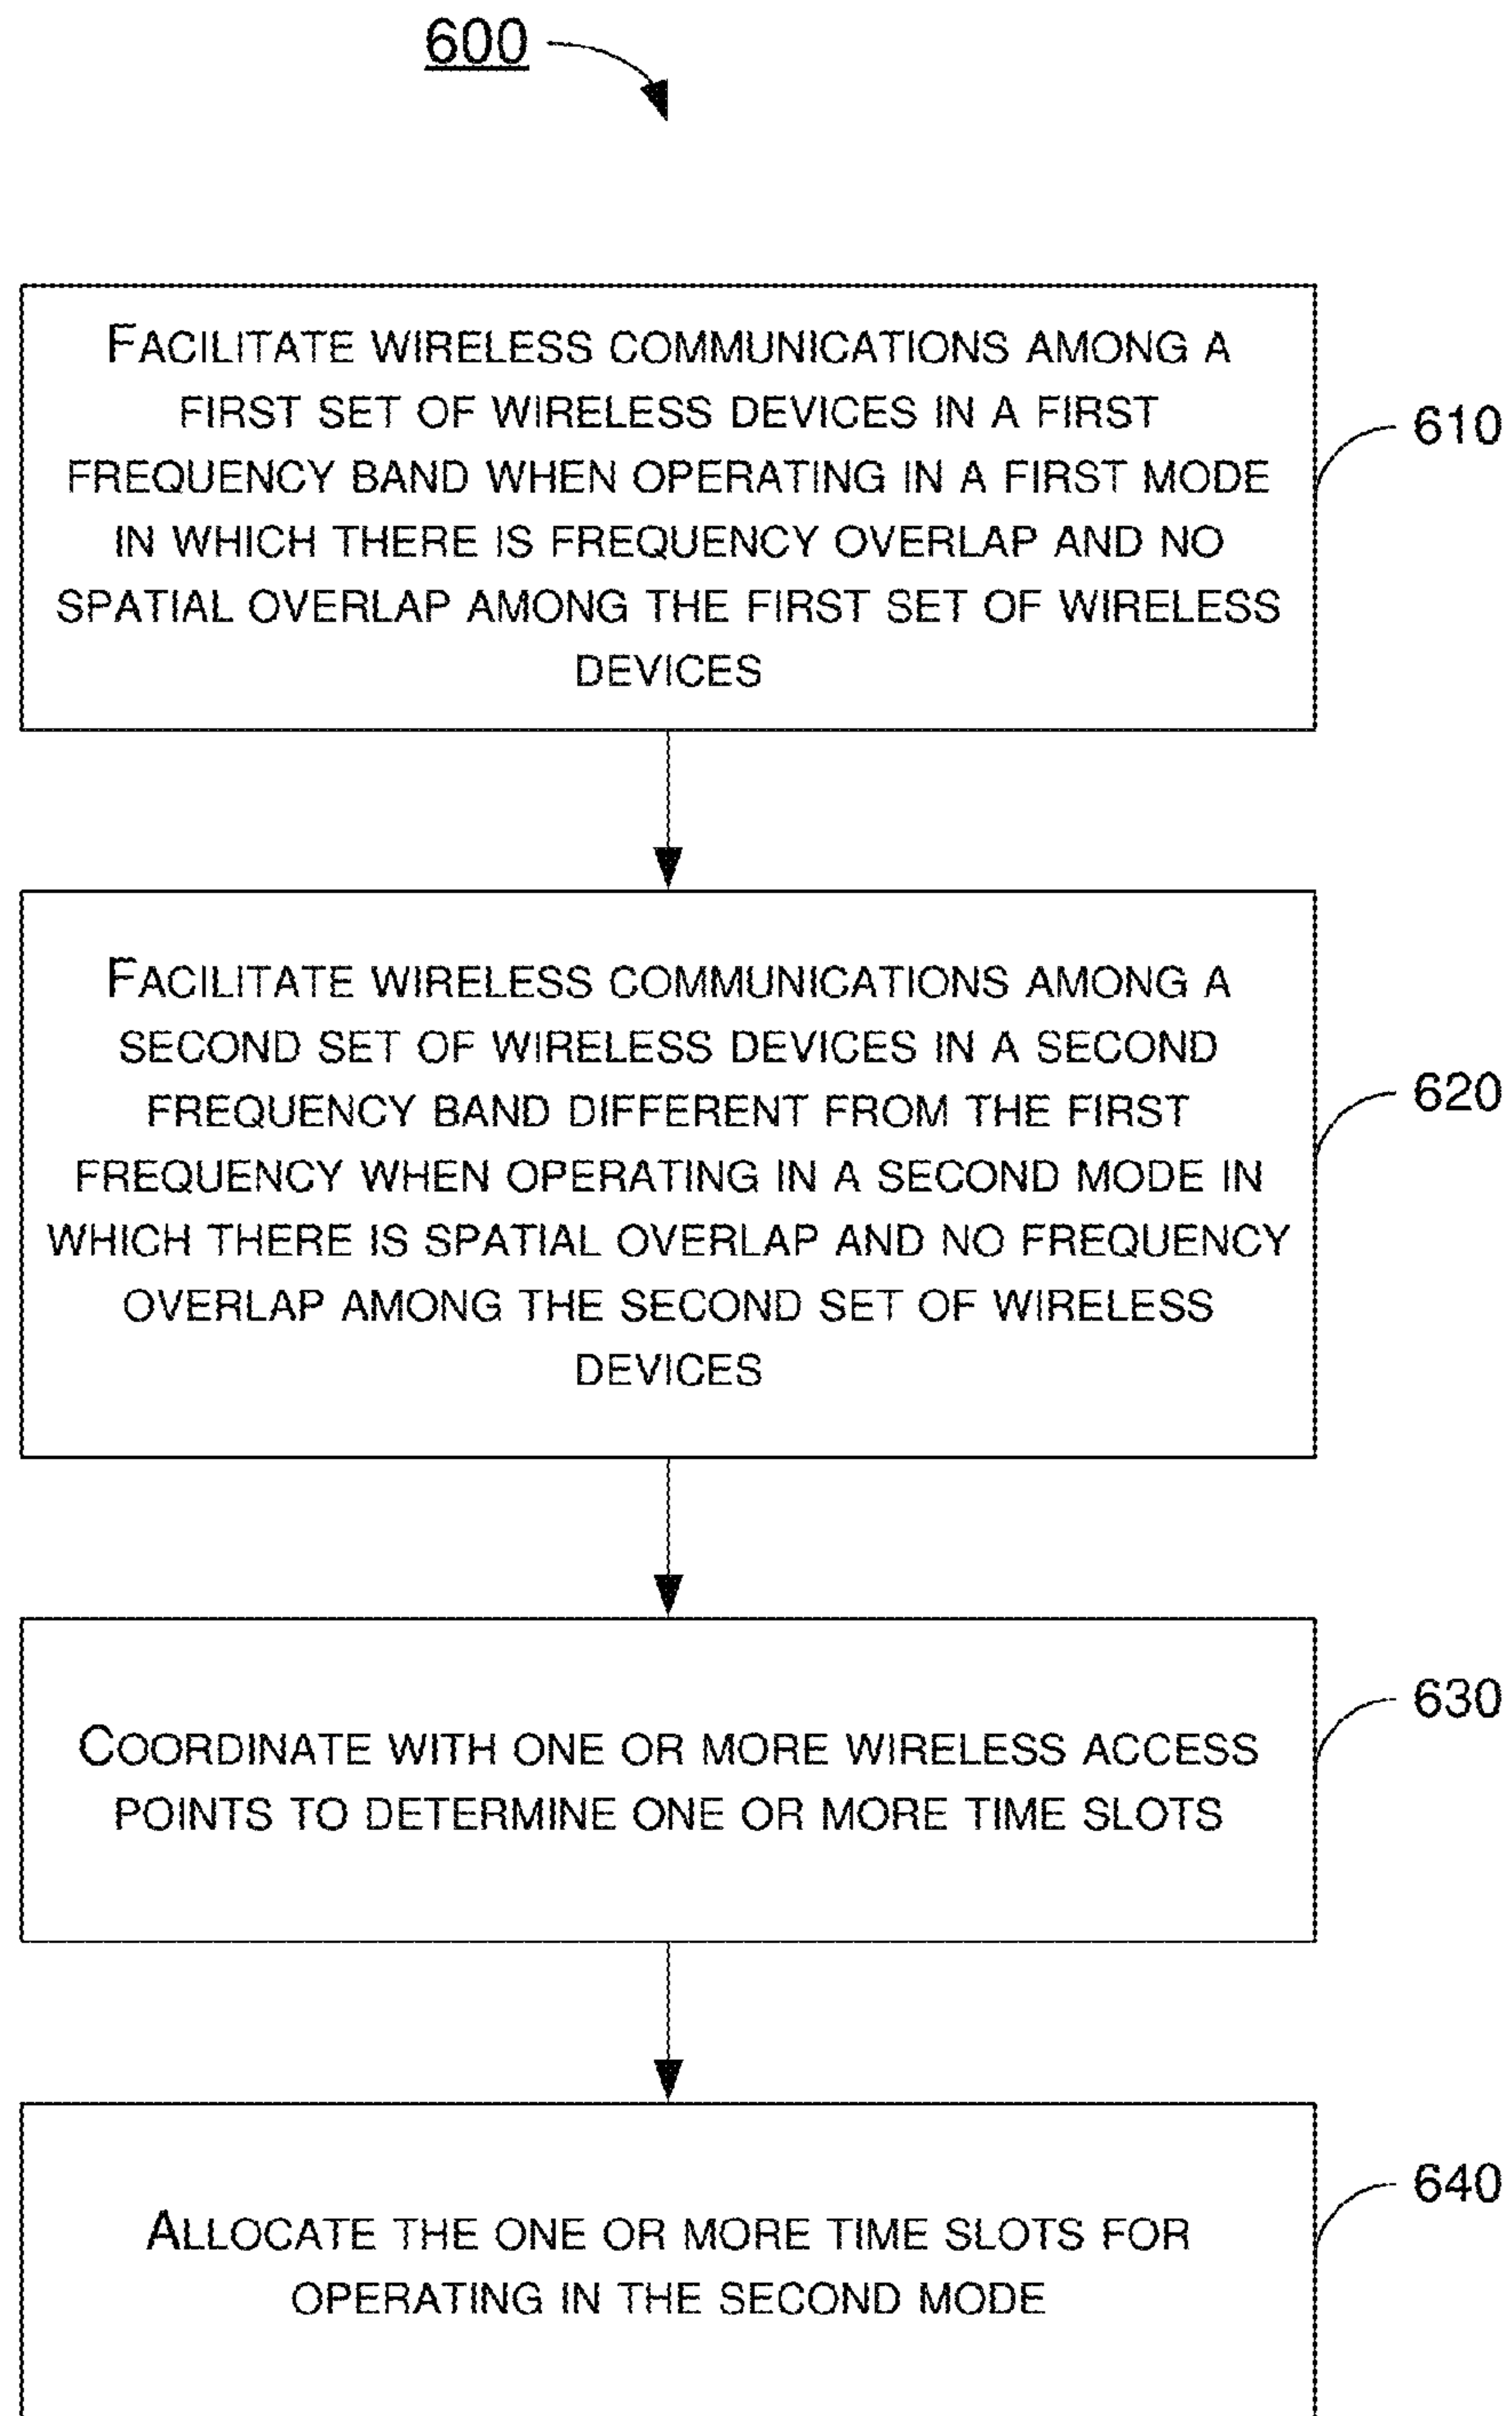 600
FACILITATE WIRELESS COMMUNICATIONS AMONG A
FIRST SET OF WIRELESS DEVICES IN A FIRST
FREQUENCY BAND WHEN OPERATING IN A FIRST MODE
IN WHICH THERE IS FREQUENCY OVERLAP AND NO
SPATIAL OVERLAP AMONG THE FIRST SET OF WIRELESS
DEVICES
610
FACILITATE WIRELESS COMMUNICATIONS AMONG A
SECOND SET OF WIRELESS DEVICES IN A SECOND
FREQUENCY BAND DIFFERENT FROM THE FIRST
FREQUENCY WHEN OPERATING IN A SECOND MODE IN
WHICH THERE IS SPATIAL OVERLAP AND NO FREQUENCY
OVERLAP AMONG THE SECOND SET OF WIRELESS
DEVICES
620
COORDINATE WITH ONE OR MORE WIRELESS ACCESS
POINTS TO DETERMINE ONE OR MORE TIME SLOTS
630
ALLOCATE THE ONE OR MORE TIME SLOTS FOR
OPERATING IN THE SECOND MODE
640